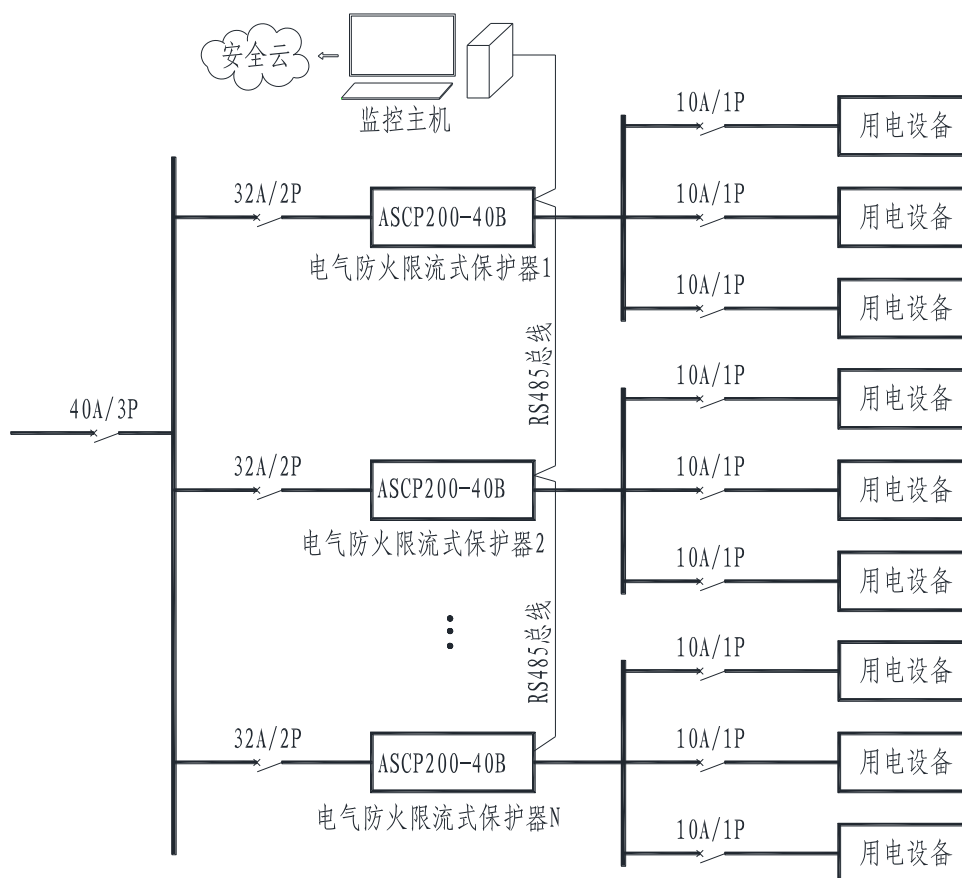 安全云
监控主机
10A/1P
用电设备
32A/2P
ASCP200-40B
10A/1P
用电设备
电气防火限流式保护器1
10A/1P
用电设备
RS485总线
10A/1P
用电设备
40A/3P
32A/2P
ASCP200-40B
10A/1P
用电设备
电气防火限流式保护器2
10A/1P
用电设备
RS485总线
10A/1P
用电设备
32A/2P
ASCP200-40B
10A/1P
用电设备
电气防火限流式保护器N
10A/1P
用电设备